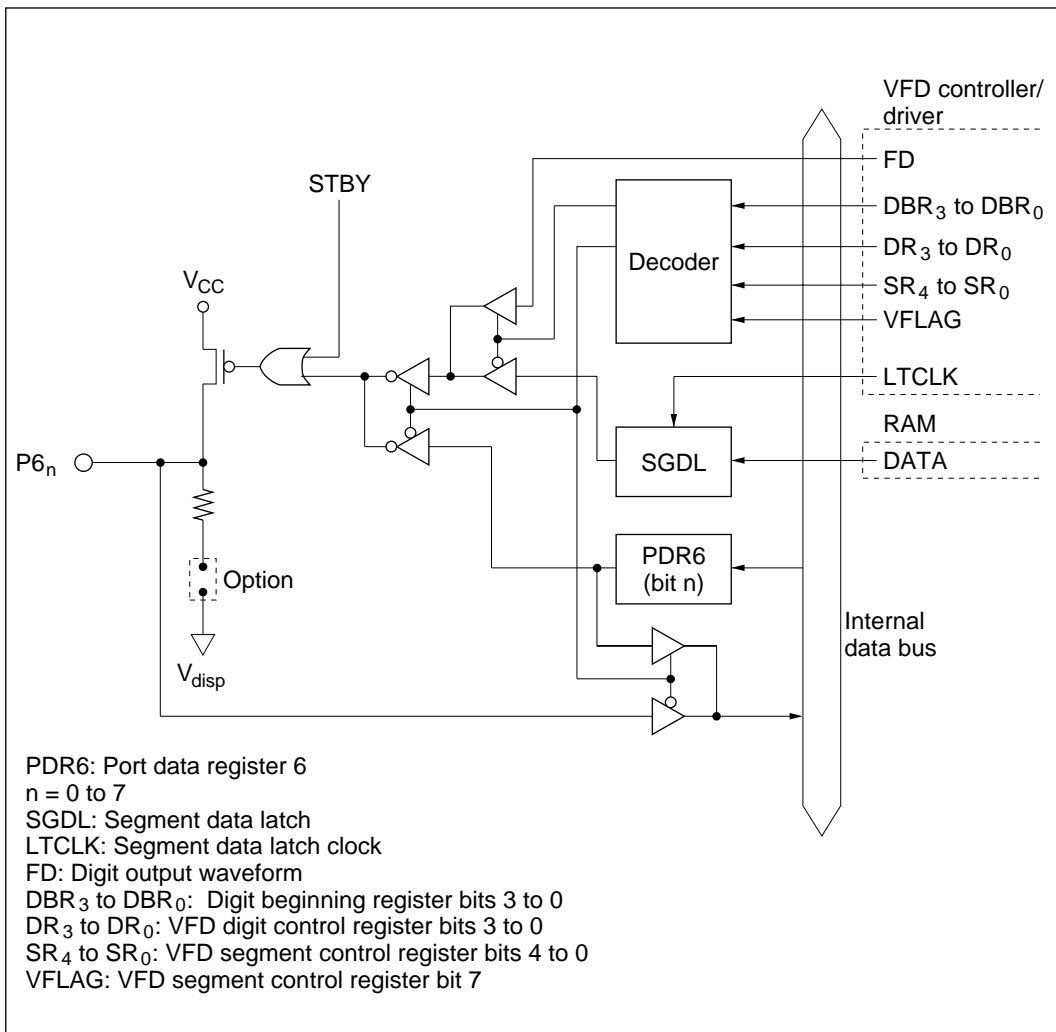 VFD controller/
driver
FD
STBY
DBR3 to DBR0
DR3 to DR0
Decoder
SR4 to SR0
VCC
VFLAG
LTCLK
RAM
P6n
SGDL
DATA
PDR6
(bit n)
Option
Internal
data bus
Vdisp
PDR6: Port data register 6
n = 0 to 7
SGDL: Segment data latch
LTCLK: Segment data latch clock
FD: Digit output waveform
DBR3 to DBR0: Digit beginning register bits 3 to 0
DR3 to DR0: VFD digit control register bits 3 to 0
SR4 to SR0: VFD segment control register bits 4 to 0
VFLAG: VFD segment control register bit 7